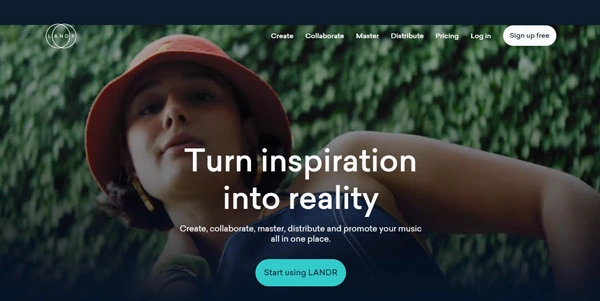 LANDR
Create Collaborate Master Distribute Pricing Log in Sign up free
Turn inspiration
into reality
Create, collaborate, master, distribute and promote your music
all in one place.
Start using LANDR